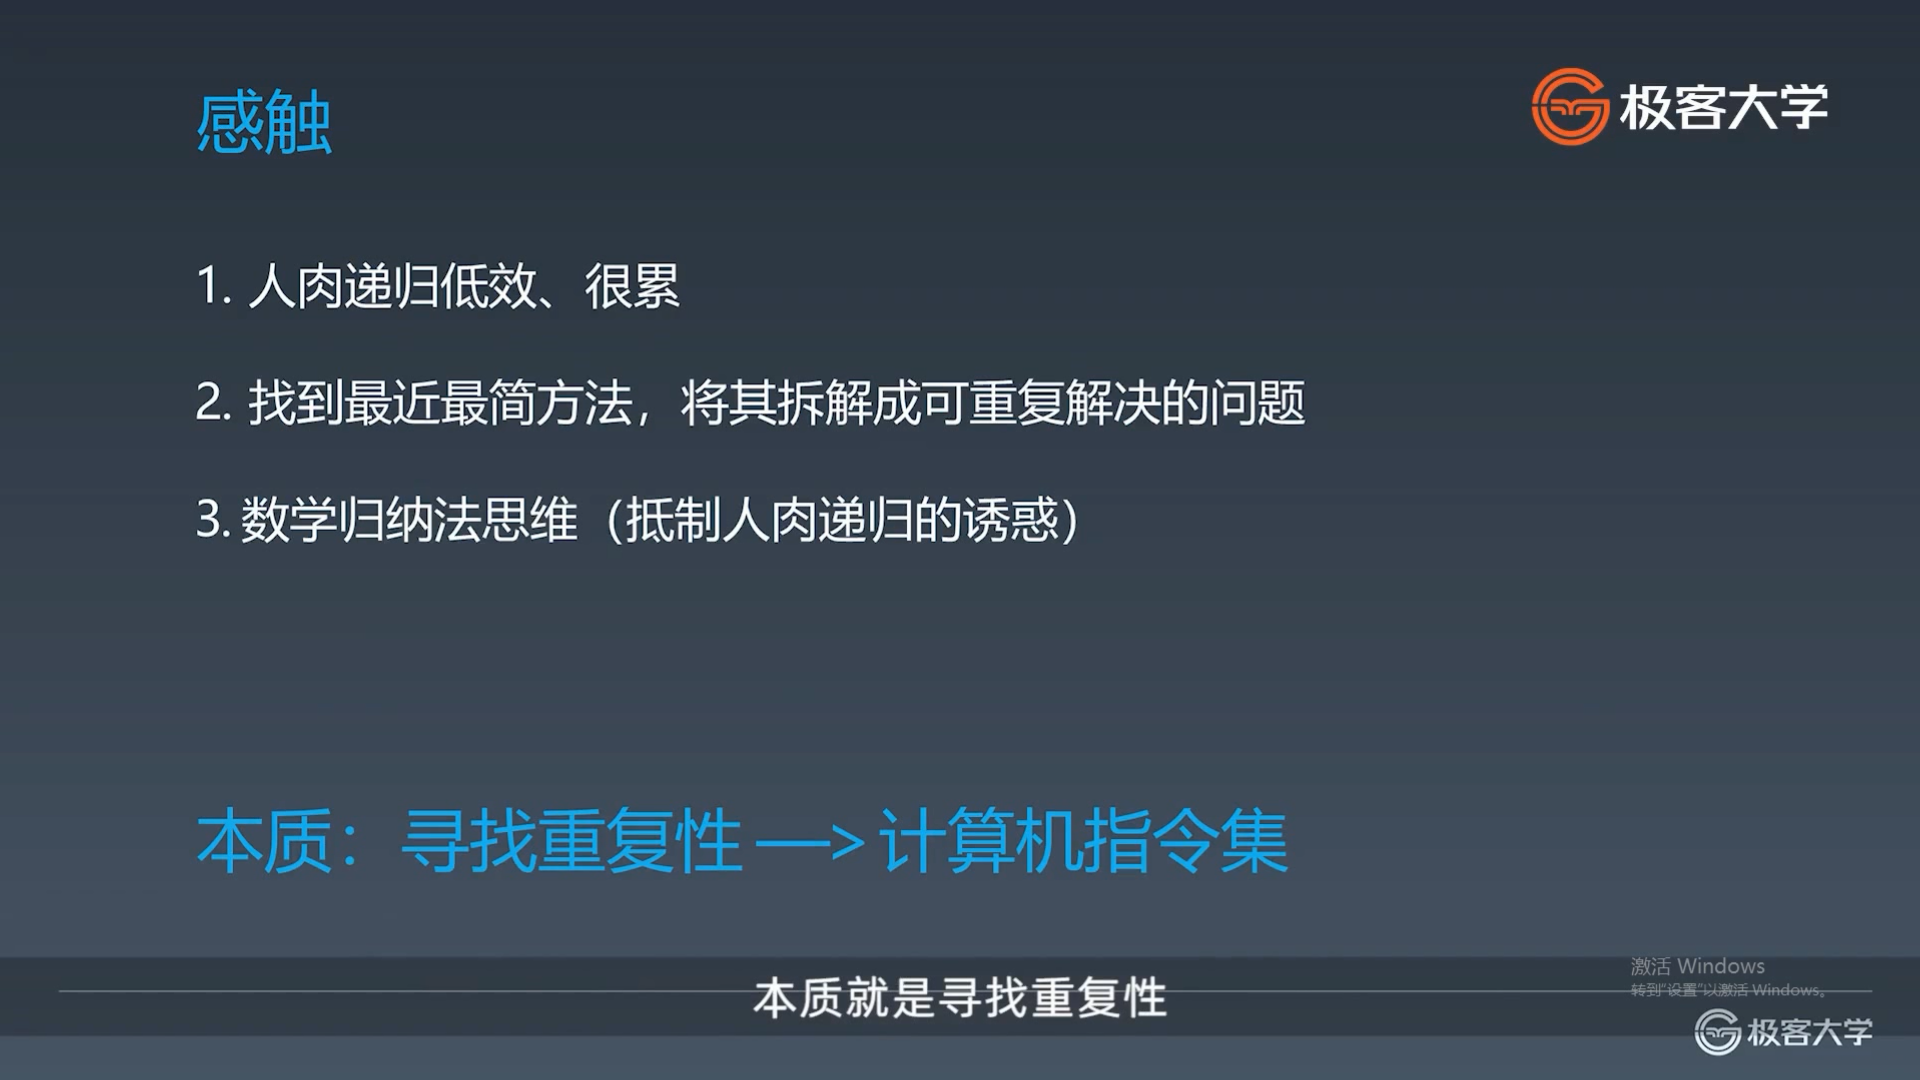 感触
极客大学
1. 人肉递归低效、很累
2. 找到最近最简方法，将其拆解成可重复解决的问题
3. 数学归纳法思维（抵制人肉递归的诱惑）
本质：寻找重复性 —> 计算机指令集
本质就是寻找重复性
激活 Windows
转到“设置”以激活 Windows。
极客大学